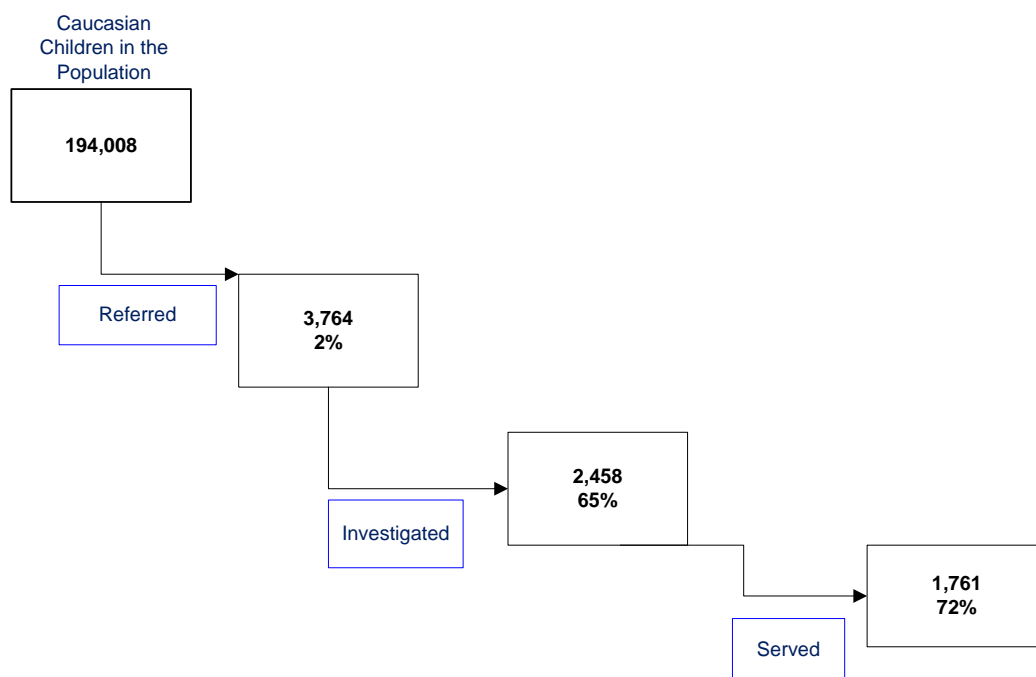 Caucasian
Children in the
Population
194,008
Referred
3,764
2%
Investigated
2,458
65%
Served
1,761
72%